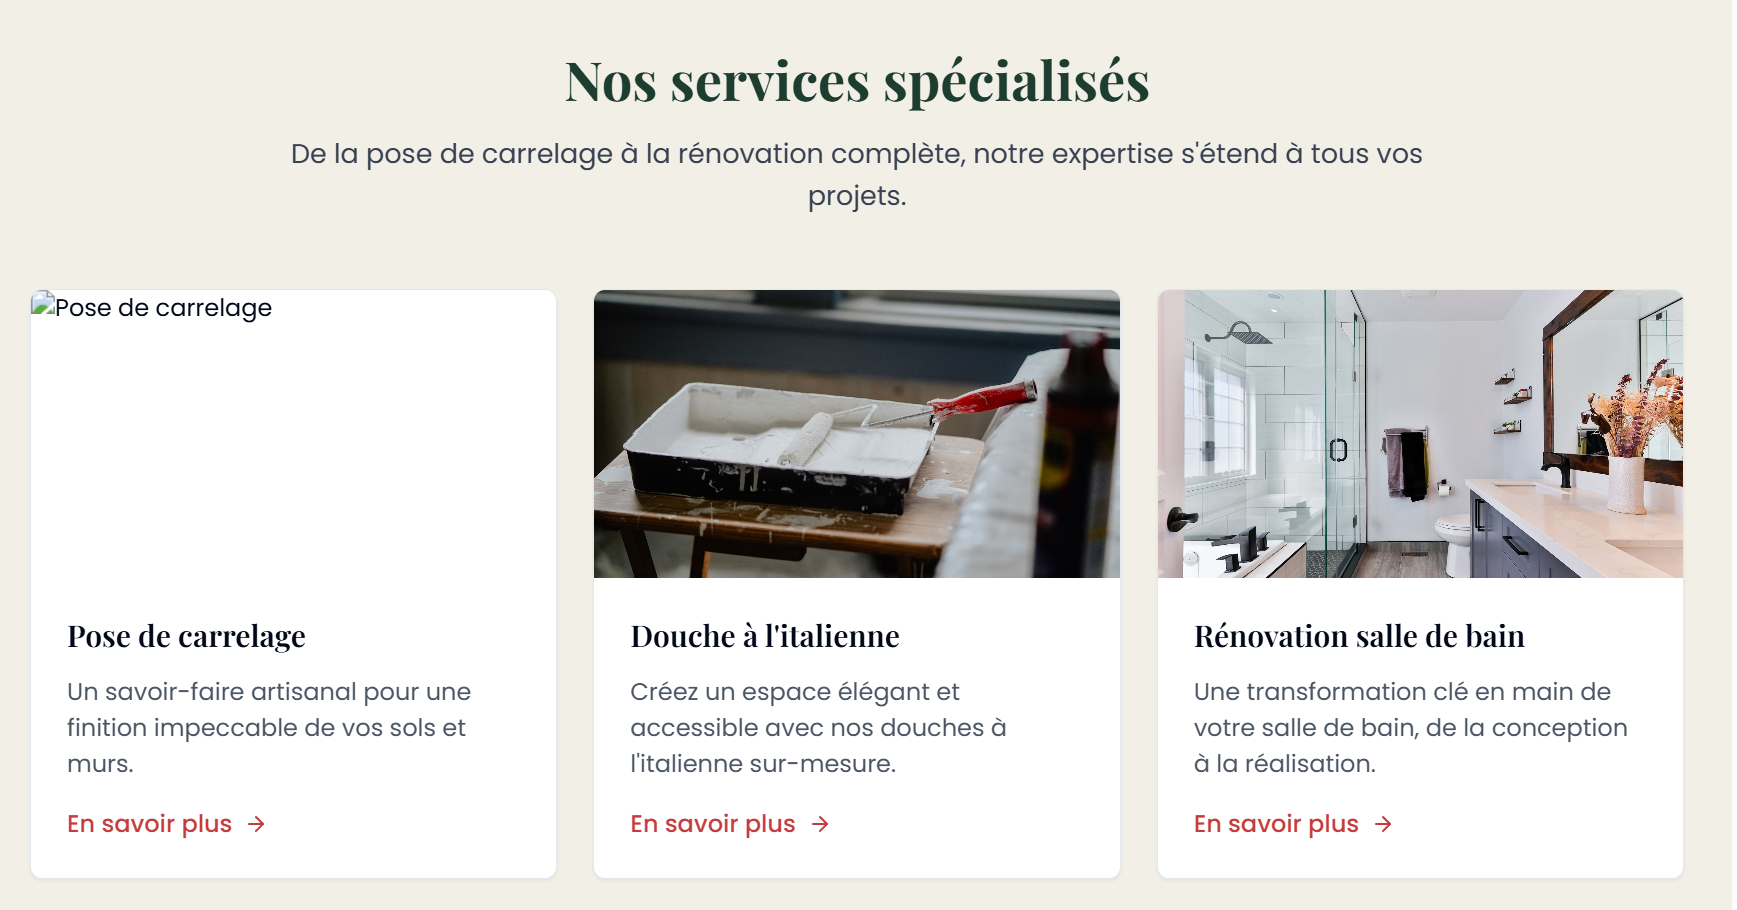 Nos services spécialisés
De la pose de carrelage à la rénovation complète, notre expertise s'étend à tous vos
projets.
Pose de carrelage
Pose de carrelage
Un savoir-faire artisanal pour une
finition impeccable de vos sols et
murs.
En savoir plus →
Douche à l'italienne
Créez un espace élégant et
accessible avec nos douches à
l'italienne sur-mesure.
En savoir plus →
Rénovation salle de bain
Une transformation clé en main de
votre salle de bain, de la conception
à la réalisation.
En savoir plus →